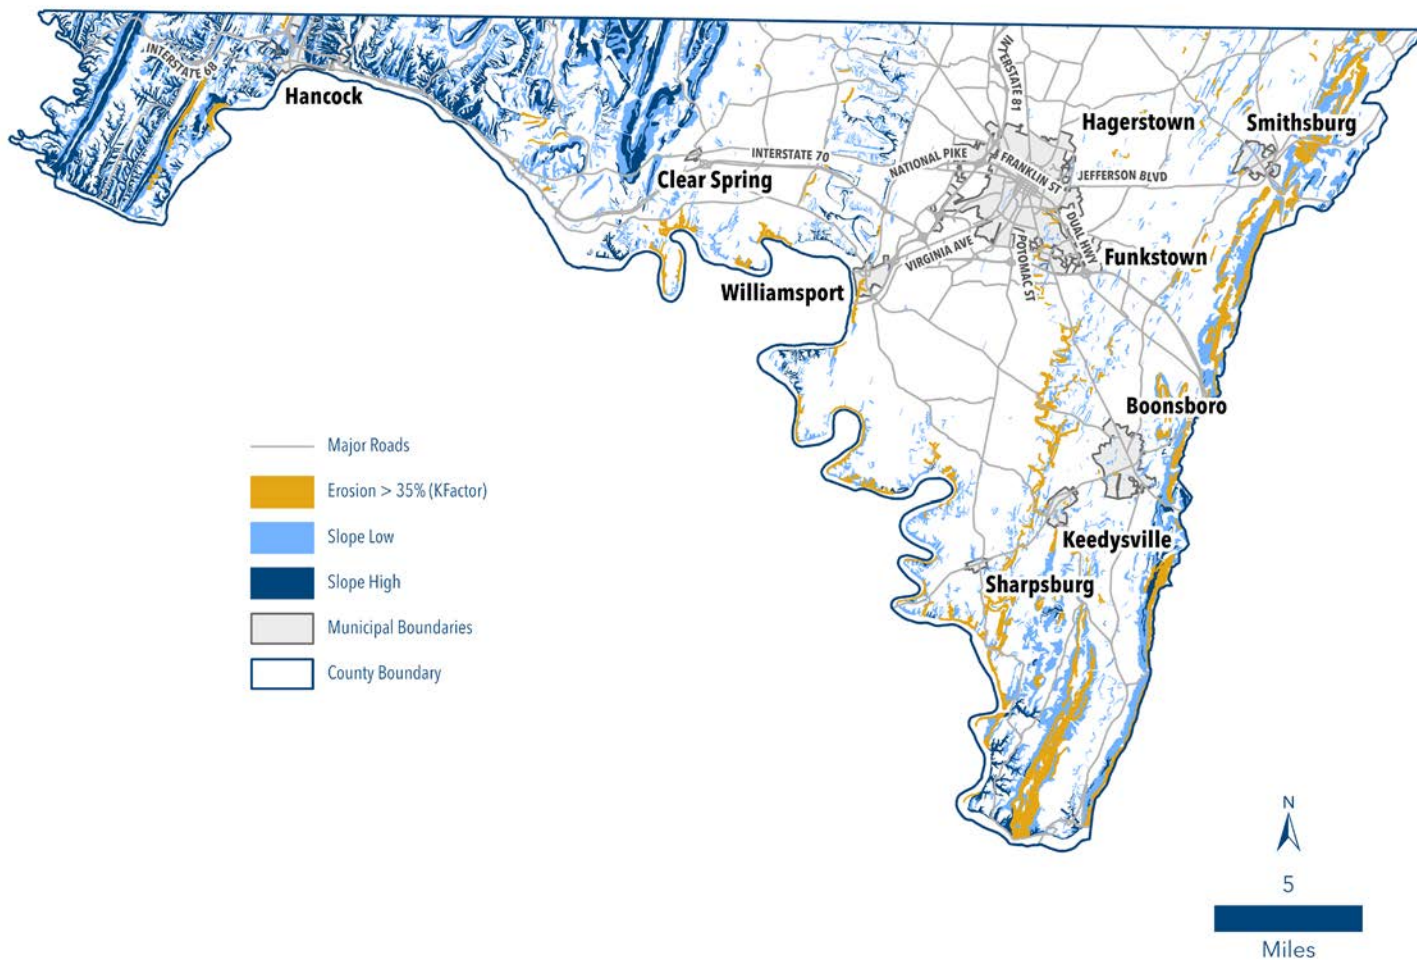 INTERSTATE 68
Hancock
INTERSTATE 81
Hagerstown
Smithsburg
INTERSTATE 70
NATIONAL PIKE
FRANKLIN ST
JEFFERSON BLVD
Clear Spring
DUAL HWY
VIRGINIA AVE
POTOMAC ST
Funkstown
Williamsport
Boonsboro
Major Roads
Erosion > 35% (KFactor)
Slope Low
Slope High
Municipal Boundaries
County Boundary
Keedysville
Sharpsburg
N
5
Miles